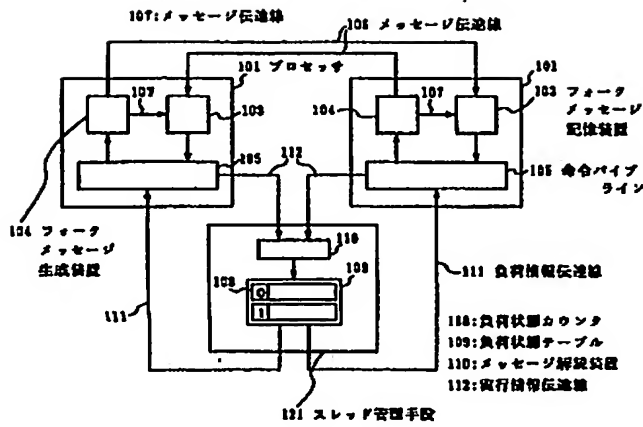 107:メッセージ伝達線
106 メッセージ伝達線
101 プロセッサ
101
107
103
104
107
103 フォーク
メッセージ
記憶装置
105
112
105 命令パイプ
ライン
104 フォーク
メッセージ
生成装置
110
108
109
0
1
111
111 負荷情報伝達線
108:負荷状態カウンタ
109:負荷状態テーブル
110:メッセージ解読装置
112:実行情報伝達線
121 スレッド管理手段